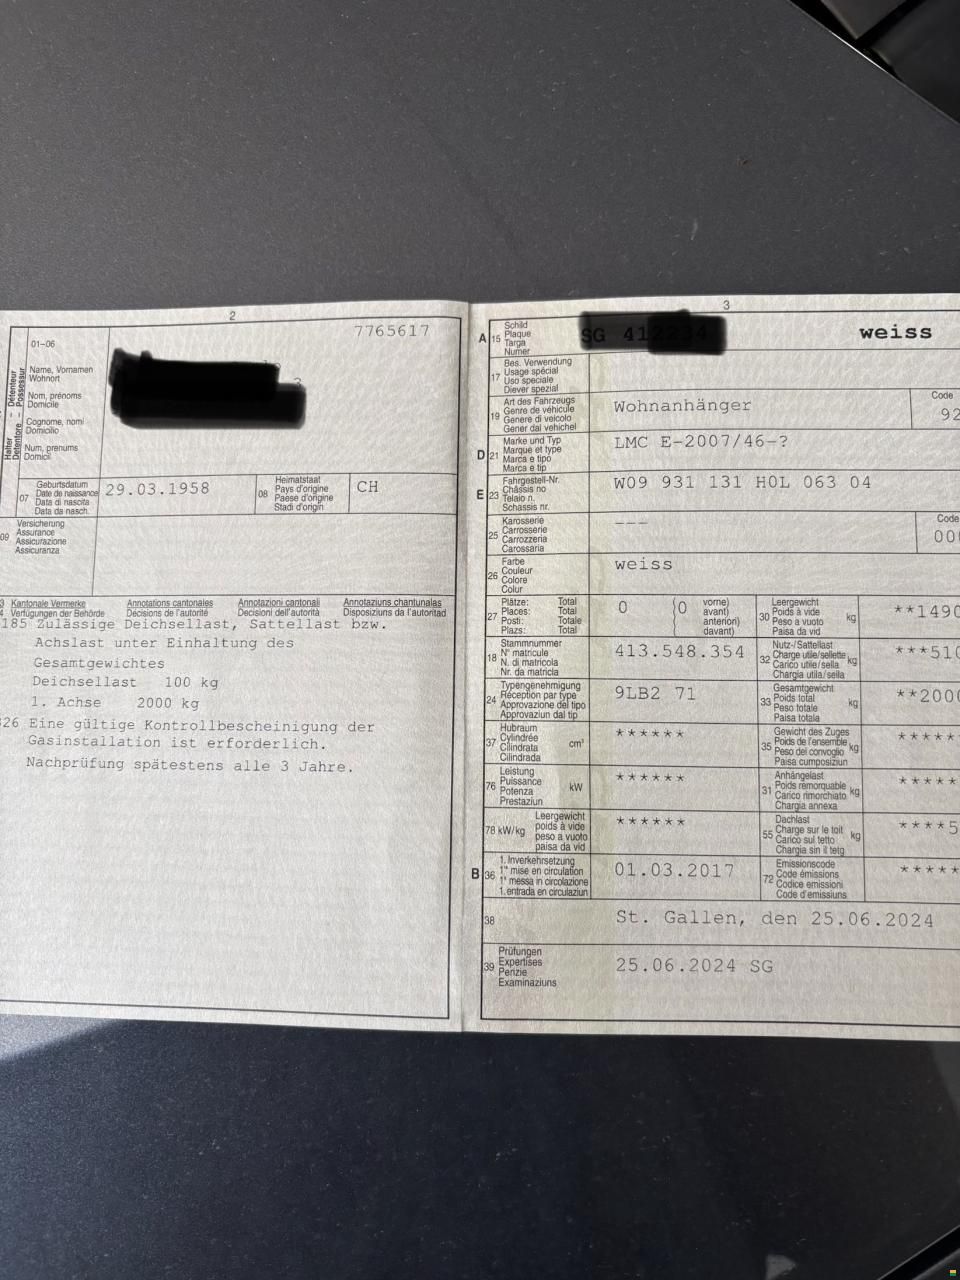 2
7765617
01–06
Halter
Détenteur
Detentore
Possessur
Name, Vornamen
Wohnort
Nom, prénoms
Domicile
Cognome, nomi
Domicilio
Num, prenums
Domicil
07
Geburtsdatum
Date de naissance
Data di nascita
Data da nasch.
29.03.1958
08
Heimatstaat
Pays d'origine
Paese d'origine
Stadi d'origin
CH
09
Versicherung
Assurance
Assicurazione
Assicuranza
Kantonale Vermerke Annotations cantonales Annotazioni cantonali Annotaziuns chantunalas
Verfügungen der Behörde Décisions de l'autorité Decisioni dell'autorità Disposiziuns da l'autoritad
185 Zulässige Deichsellast, Sattellast bzw.
Achslast unter Einhaltung des
Gesamtgewichtes
Deichsellast 100 kg
1. Achse 2000 kg
Eine gültige Kontrollbescheinigung der
Gasinstallation ist erforderlich.
Nachprüfung spätestens alle 3 Jahre.
3
A 15
Schild
Plaque
Targa
Numer
weiss
17
Bes. Verwendung
Usage spécial
Uso speciale
Diever spezial
19
Art des Fahrzeugs
Genre de véhicule
Genere di veicolo
Gener dal vehichel
Wohnanhänger
Code
92
D 21
Marke und Typ
Marque et type
Marca e tipo
Marca e tip
LMC E-2007/46-?
E 23
Fahrgestell-Nr.
Châssis no
Telaio n.
Schassis nr.
W09 931 131 H0L 063 04
25
Karosserie
Carrosserie
Carrozzeria
Carossaria
---
Code
000
26
Farbe
Couleur
Colore
Colur
weiss
27
Plätze: Total
Places: Total
Posti: Totale
Plazs: Total
0
(0
vorne)
avant)
anteriori)
davant)
30
Leergewicht
Poids à vide
Peso a vuoto
Paisa da vid
kg
**1490
18
Stammnummer
N° matricule
N. di matricola
Nr. da matricla
413.548.354
32
Nutz-/Sattellast
Charge utile/sellette
Carico utile/sella
Chargia utila/sella
kg
***510
24
Typengenehmigung
Réception par type
Approvazione del tipo
Approvaziun dal tip
9LB2 71
33
Gesamtgewicht
Poids total
Peso totale
Paisa totala
kg
**2000
37
Hubraum
Cylindrée
Cilindrata
Cilindrada
cm³
******
35
Gewicht des Zuges
Poids de l'ensemble
Peso del convoglio
Paisa cumposiziun
kg
*****
76
Leistung
Puissance
Potenza
Prestaziun
kW
******
31
Anhängelast
Poids remorquable
Carico rimorchiato
Chargia annexa
kg
*****
78 kW/kg
Leergewicht
poids à vide
peso a vuoto
paisa da vid
******
55
Dachlast
Charge sur le toit
Carico sul tetto
Chargia sin il tetg
kg
****5
B 36
1. Inverkehrsetzung
1re mise en circulation
1a messa in circolazione
1. entrada en circulaziun
01.03.2017
72
Emissionscode
Code émissions
Codice emissioni
Code d'emissiuns
*****
38
St. Gallen, den 25.06.2024
39
Prüfungen
Expertises
Perizie
Examinaziuns
25.06.2024 SG